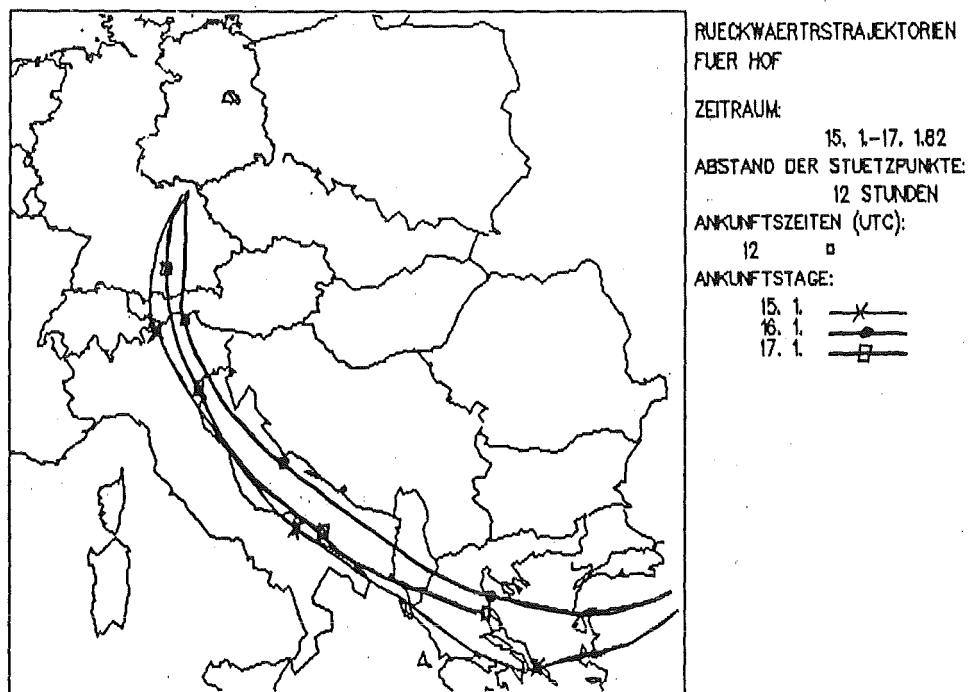 RUECKWAERTRSTRAJEKTORIEN
FUER HOF
ZEITRAUM:
15. 1.-17. 1.82
ABSTAND DER STUETZPUNKTE:
12 STUNDEN
ANKUNFTSZEITEN (UTC):
12
ANKUNFTSTAGE:
15. 1.
16. 1.
17. 1.